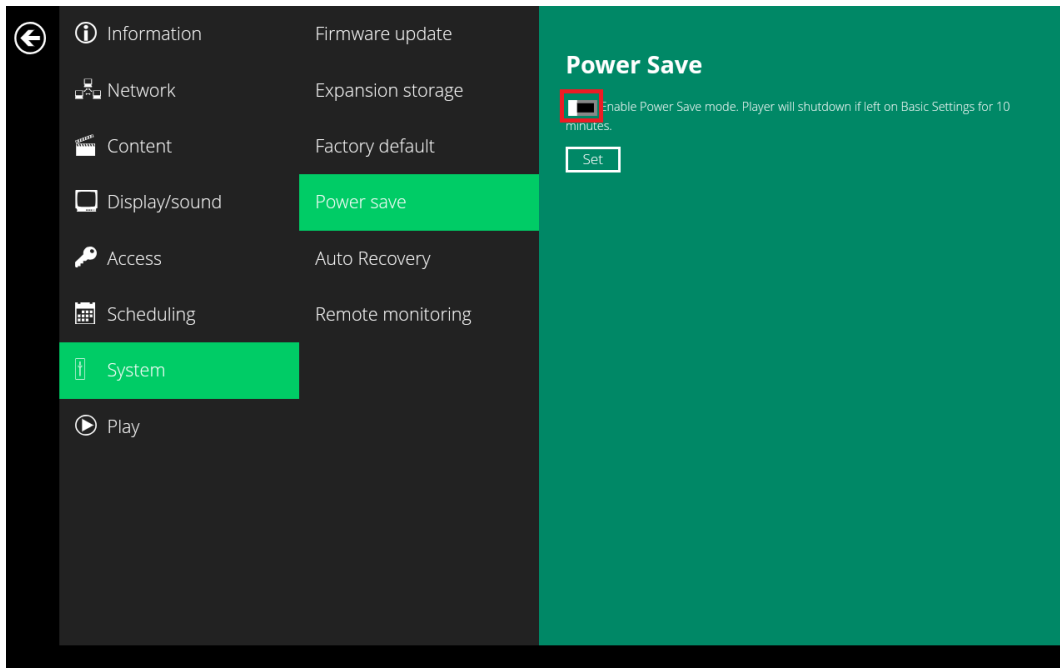 Information
Network
Content
Display/sound
Access
Scheduling
System
Play
Firmware update
Expansion storage
Factory default
Power save
Auto Recovery
Remote monitoring
Power Save
Enable Power Save mode. Player will shutdown if left on Basic Settings for 10
minutes.
Set